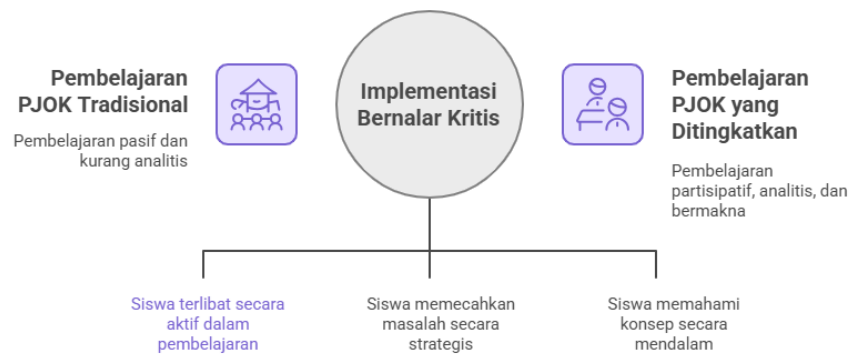 Pembelajaran
PJOK Tradisional
Pembelajaran pasif dan
kurang analitis
Implementasi
Bernalar Kritis
Pembelajaran
PJOK yang
Ditingkatkan
Pembelajaran
partisipatif, analitis, dan
bermakna
Siswa terlibat secara
aktif dalam
pembelajaran
Siswa memecahkan
masalah secara
strategis
Siswa memahami
konsep secara
mendalam